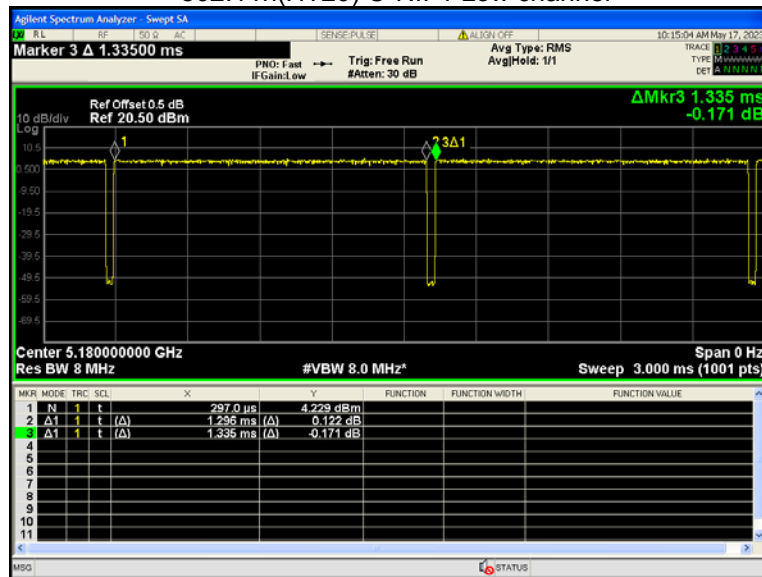 Agilent Spectrum Analyzer - Swept SA
RL RF 50 Ω AC SENSE:PULSE ALIGN OFF 10:15:04 AM May 17, 202
Marker 3 Δ 1.33500 ms
PNO: Fast Trig: Free Run Avg Type: RMS TRACE 1 2 3 4 5
IFGain:Low #Atten: 30 dB Avg|Hold: 1/1 TYPE M
DET A N N N N
ΔMkr3 1.335 ms
-0.171 dB
Ref Offset 0.5 dB
10 dB/div Ref 20.50 dBm
Log
1
2 3Δ1
10.5
0.500
-9.50
-19.5
-29.5
-39.5
-49.5
-59.5
-69.5
Center 5.180000000 GHz Span 0 Hz
Res BW 8 MHz #VBW 8.0 MHz* Sweep 3.000 ms (1001 pts)
MKR MODE TRC SCL X Y FUNCTION FUNCTION WIDTH FUNCTION VALUE
1 N 1 t 297.0 µs 4.229 dBm
2 Δ1 1 t (Δ) 1.296 ms (Δ) 0.122 dB
3 Δ1 1 t (Δ) 1.335 ms (Δ) -0.171 dB
4
5
6
7
8
9
10
11
MSG STATUS